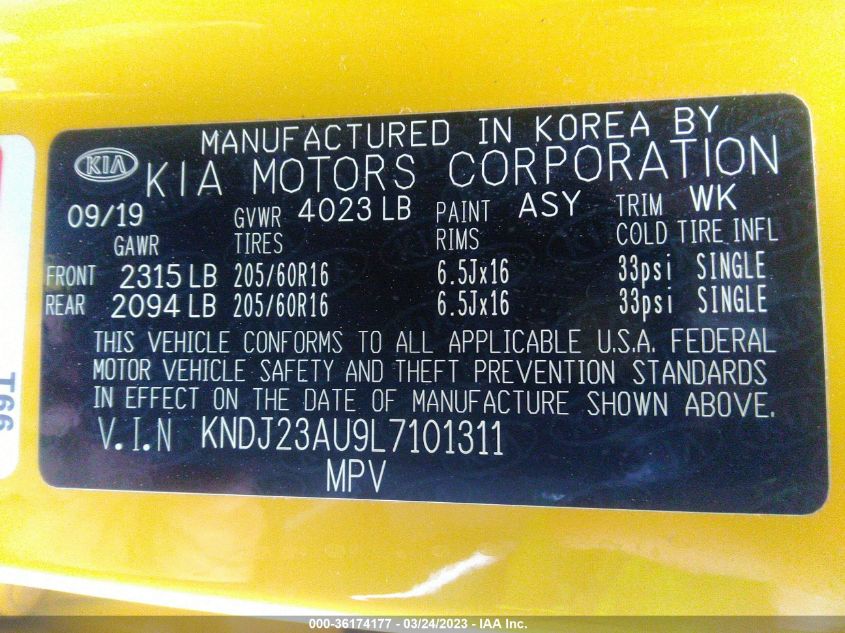 MANUFACTURED IN KOREA BY
KIA KIA MOTORS CORPORATION
09/19 GVWR 4023 LB PAINT ASY TRIM WK
GAWR TIRES RIMS COLD TIRE INFL
FRONT 2315 LB 205/60R16 6.5Jx16 33psi SINGLE
REAR 2094 LB 205/60R16 6.5Jx16 33psi SINGLE
THIS VEHICLE CONFORMS TO ALL APPLICABLE U.S.A. FEDERAL
MOTOR VEHICLE SAFETY AND THEFT PREVENTION STANDARDS
IN EFFECT ON THE DATE OF MANUFACTURE SHOWN ABOVE.
V.I.N KNDJ23AU9L7101311
MPV
000-36174177 - 03/24/2023 - IAA Inc.